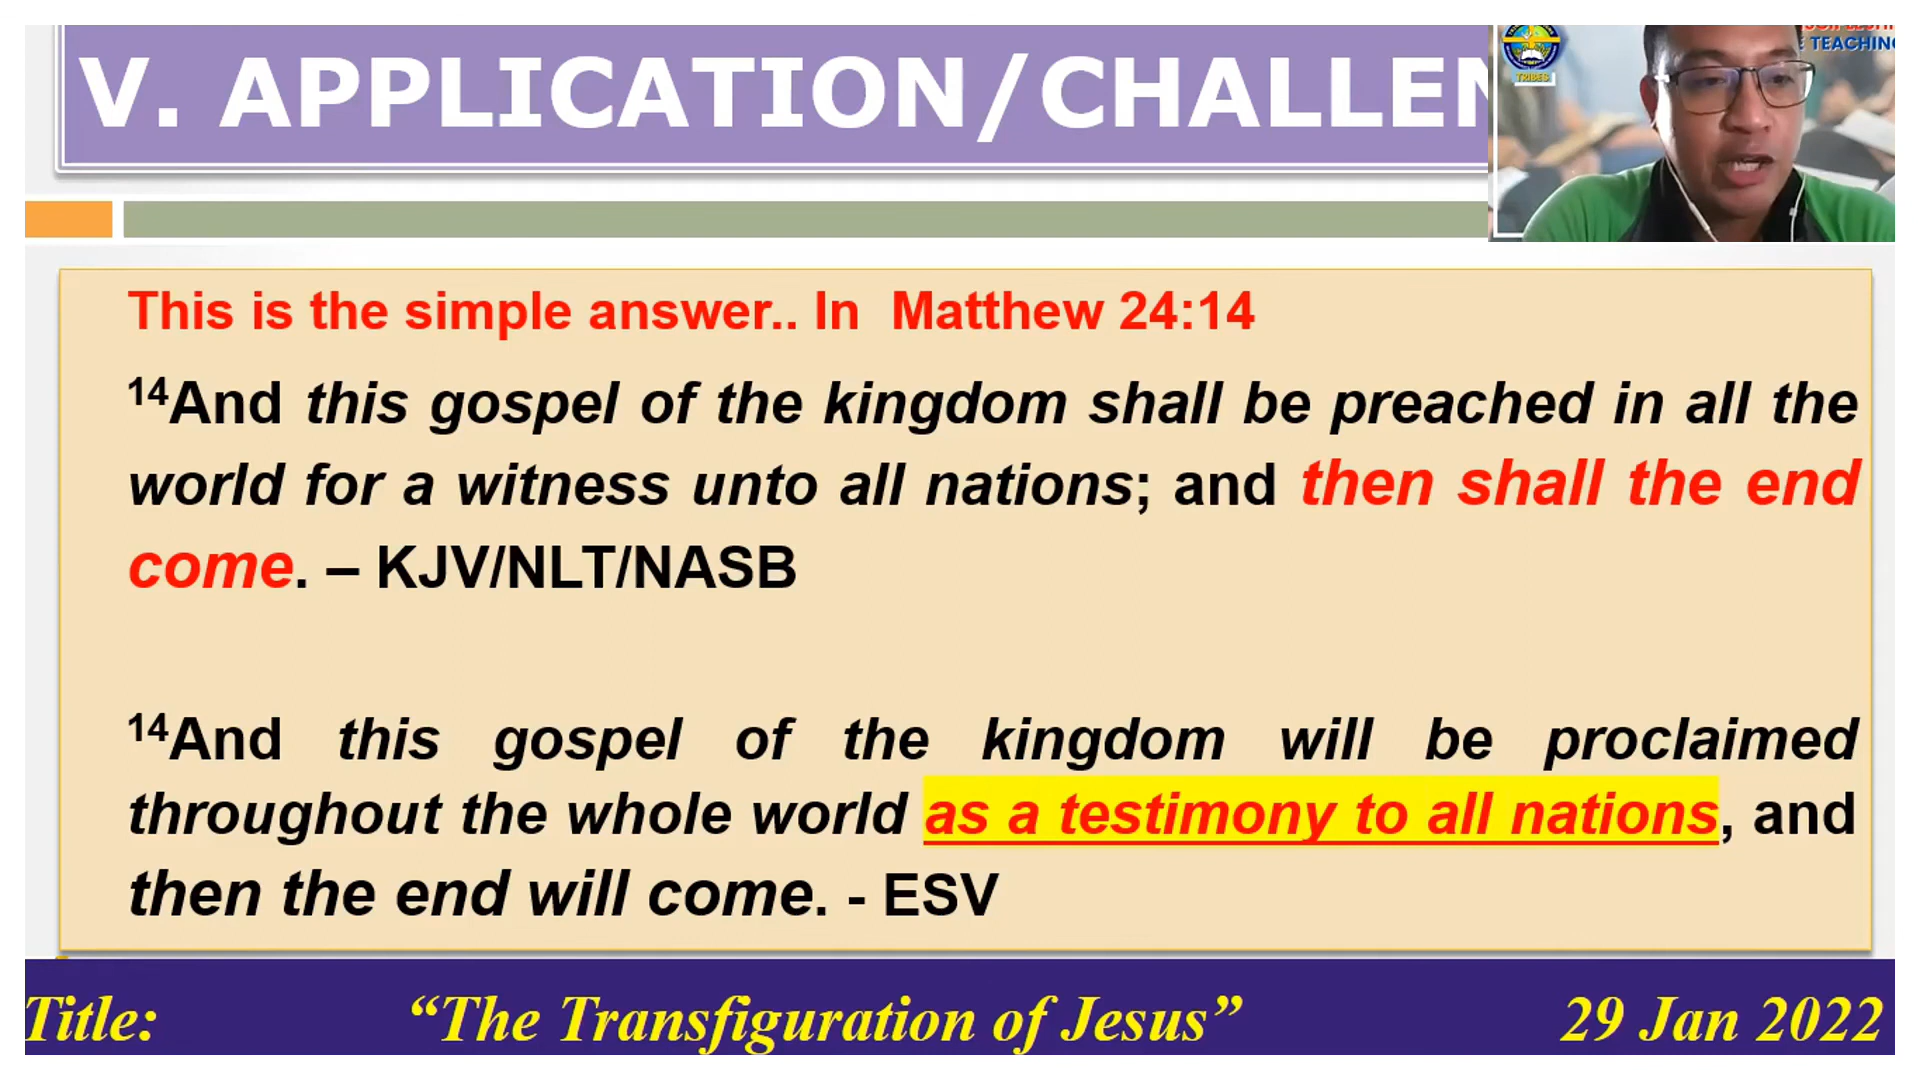 V. APPLICATION/CHALLEN
E TEACHING
TRIBES
This is the simple answer.. In Matthew 24:14
14And this gospel of the kingdom shall be preached in all the
world for a witness unto all nations; and then shall the end
come. – KJV/NLT/NASB
14And this gospel of the kingdom will be proclaimed
throughout the whole world as a testimony to all nations, and
then the end will come. - ESV
Title: “The Transfiguration of Jesus” 29 Jan 2022